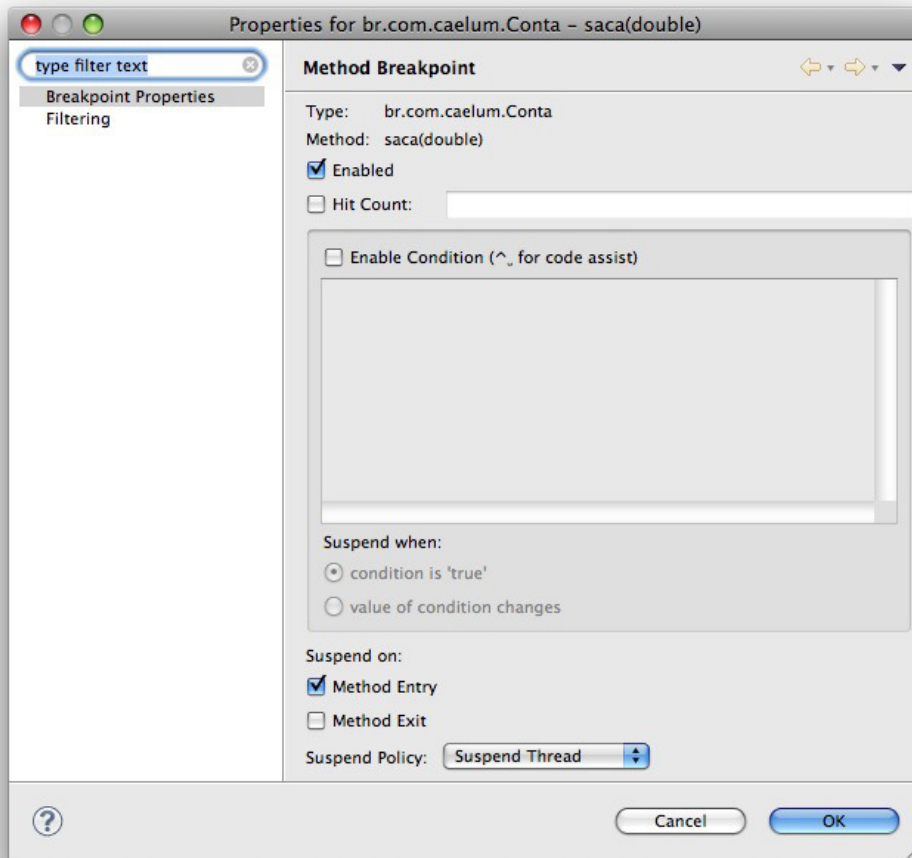 Properties for br.com.caelum.Conta – saca(double)
type filter text
Breakpoint Properties
Filtering
Method Breakpoint
Type: br.com.caelum.Conta
Method: saca(double)
Enabled
Hit Count:
Enable Condition (^␣ for code assist)
Suspend when:
condition is 'true'
value of condition changes
Suspend on:
Method Entry
Method Exit
Suspend Policy: Suspend Thread
?
Cancel
OK